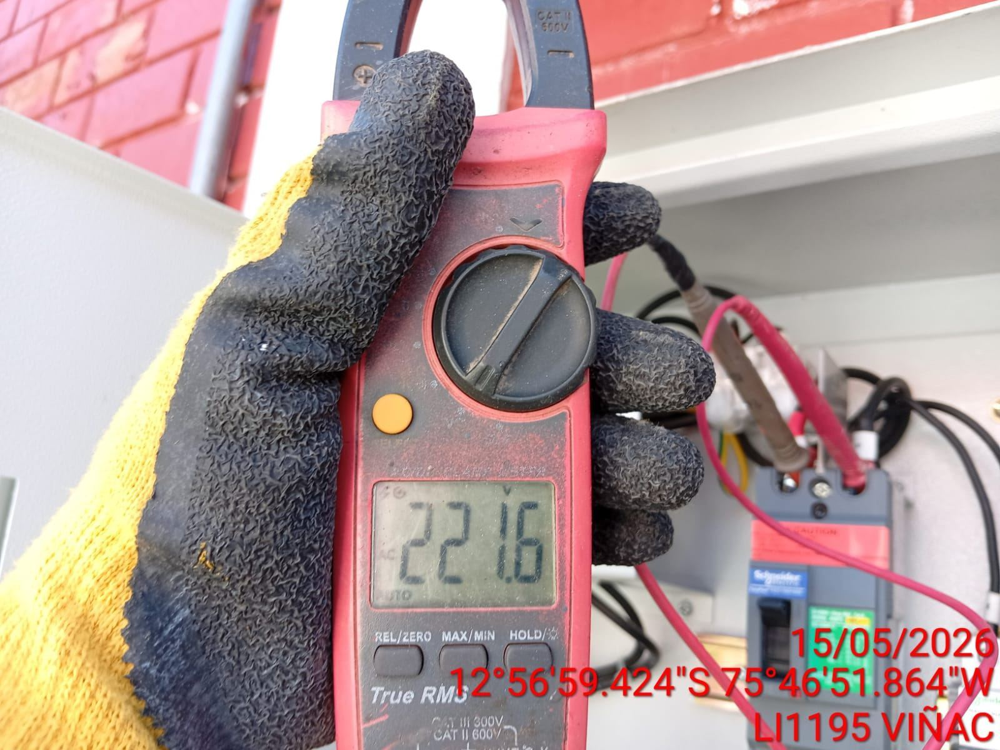 CAT II
600V
V
221.6
AC
AUTO
REL/ZERO MAX/MIN HOLD/
True RMS
CAT III 300V
CAT II 600V
CAUTION
Schneider
15/05/2026
12°56'59.424"S 75°46'51.864"W
LI1195 VIÑAC